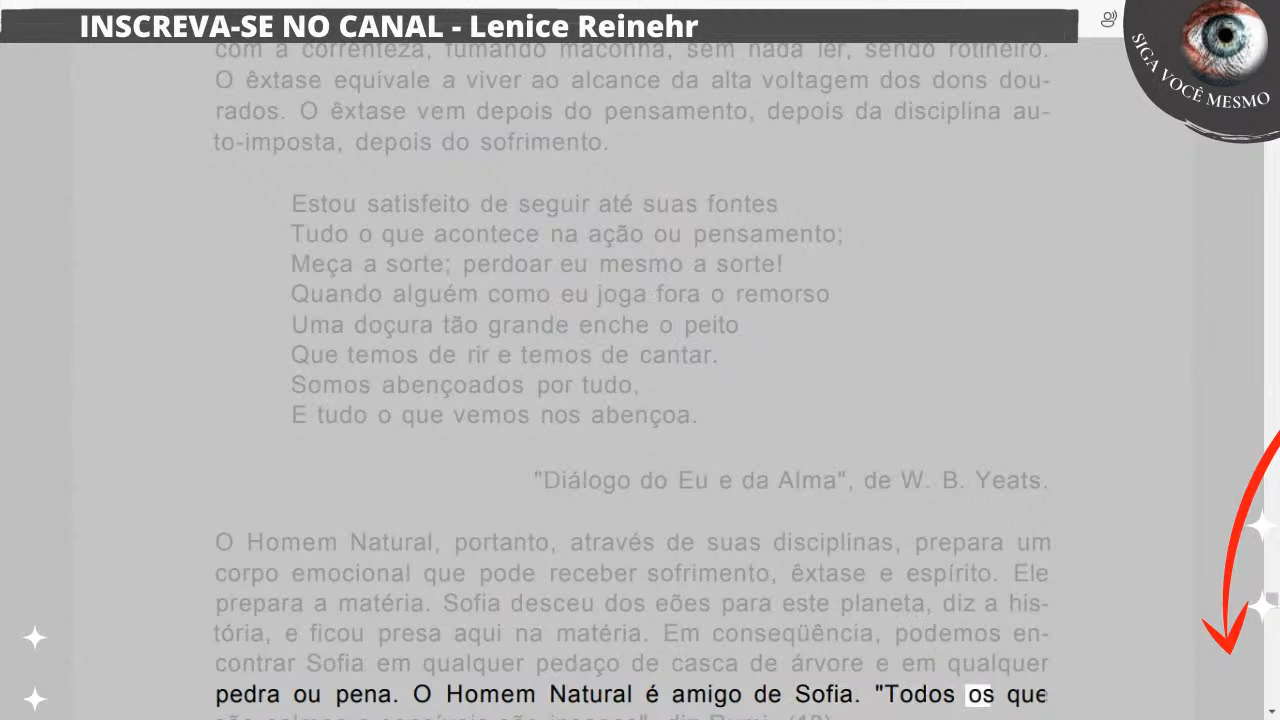 INSCREVA-SE NO CANAL - Lenice Reinehr
SIGA VOCÊ MESMO
com a correnteza, fumando maconha, sem nada ler, sendo rotineiro.
O êxtase equivale a viver ao alcance da alta voltagem dos dons dou-
rados. O êxtase vem depois do pensamento, depois da disciplina au-
to-imposta, depois do sofrimento.
Estou satisfeito de seguir até suas fontes
Tudo o que acontece na ação ou pensamento;
Meça a sorte; perdoar eu mesmo a sorte!
Quando alguém como eu joga fora o remorso
Uma doçura tão grande enche o peito
Que temos de rir e temos de cantar.
Somos abençoados por tudo,
E tudo o que vemos nos abençoa.
"Diálogo do Eu e da Alma", de W. B. Yeats.
O Homem Natural, portanto, através de suas disciplinas, prepara um
corpo emocional que pode receber sofrimento, êxtase e espírito. Ele
prepara a matéria. Sofia desceu dos eões para este planeta, diz a his-
tória, e ficou presa aqui na matéria. Em conseqüência, podemos en-
contrar Sofia em qualquer pedaço de casca de árvore e em qualquer
pedra ou pena. O Homem Natural é amigo de Sofia. "Todos os que
são calmos e sensíveis são insanos", diz Rumi.